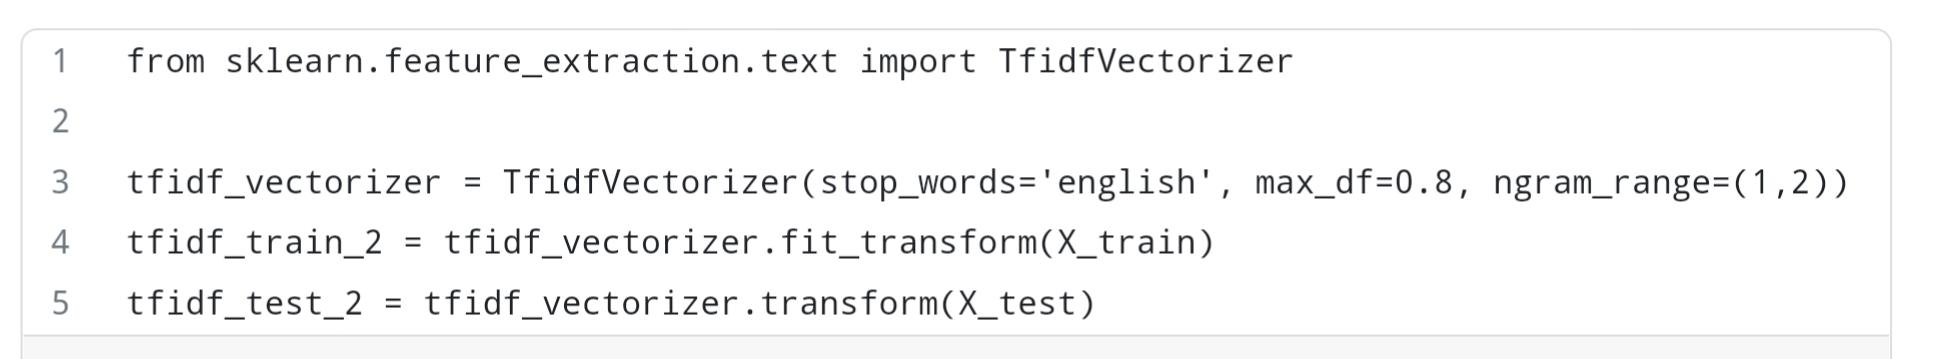 1 from sklearn.feature_extraction.text import TfidfVectorizer
2
3 tfidf_vectorizer = TfidfVectorizer(stop_words='english', max_df=0.8, ngram_range=(1,2))
4 tfidf_train_2 = tfidf_vectorizer.fit_transform(X_train)
5 tfidf_test_2 = tfidf_vectorizer.transform(X_test)